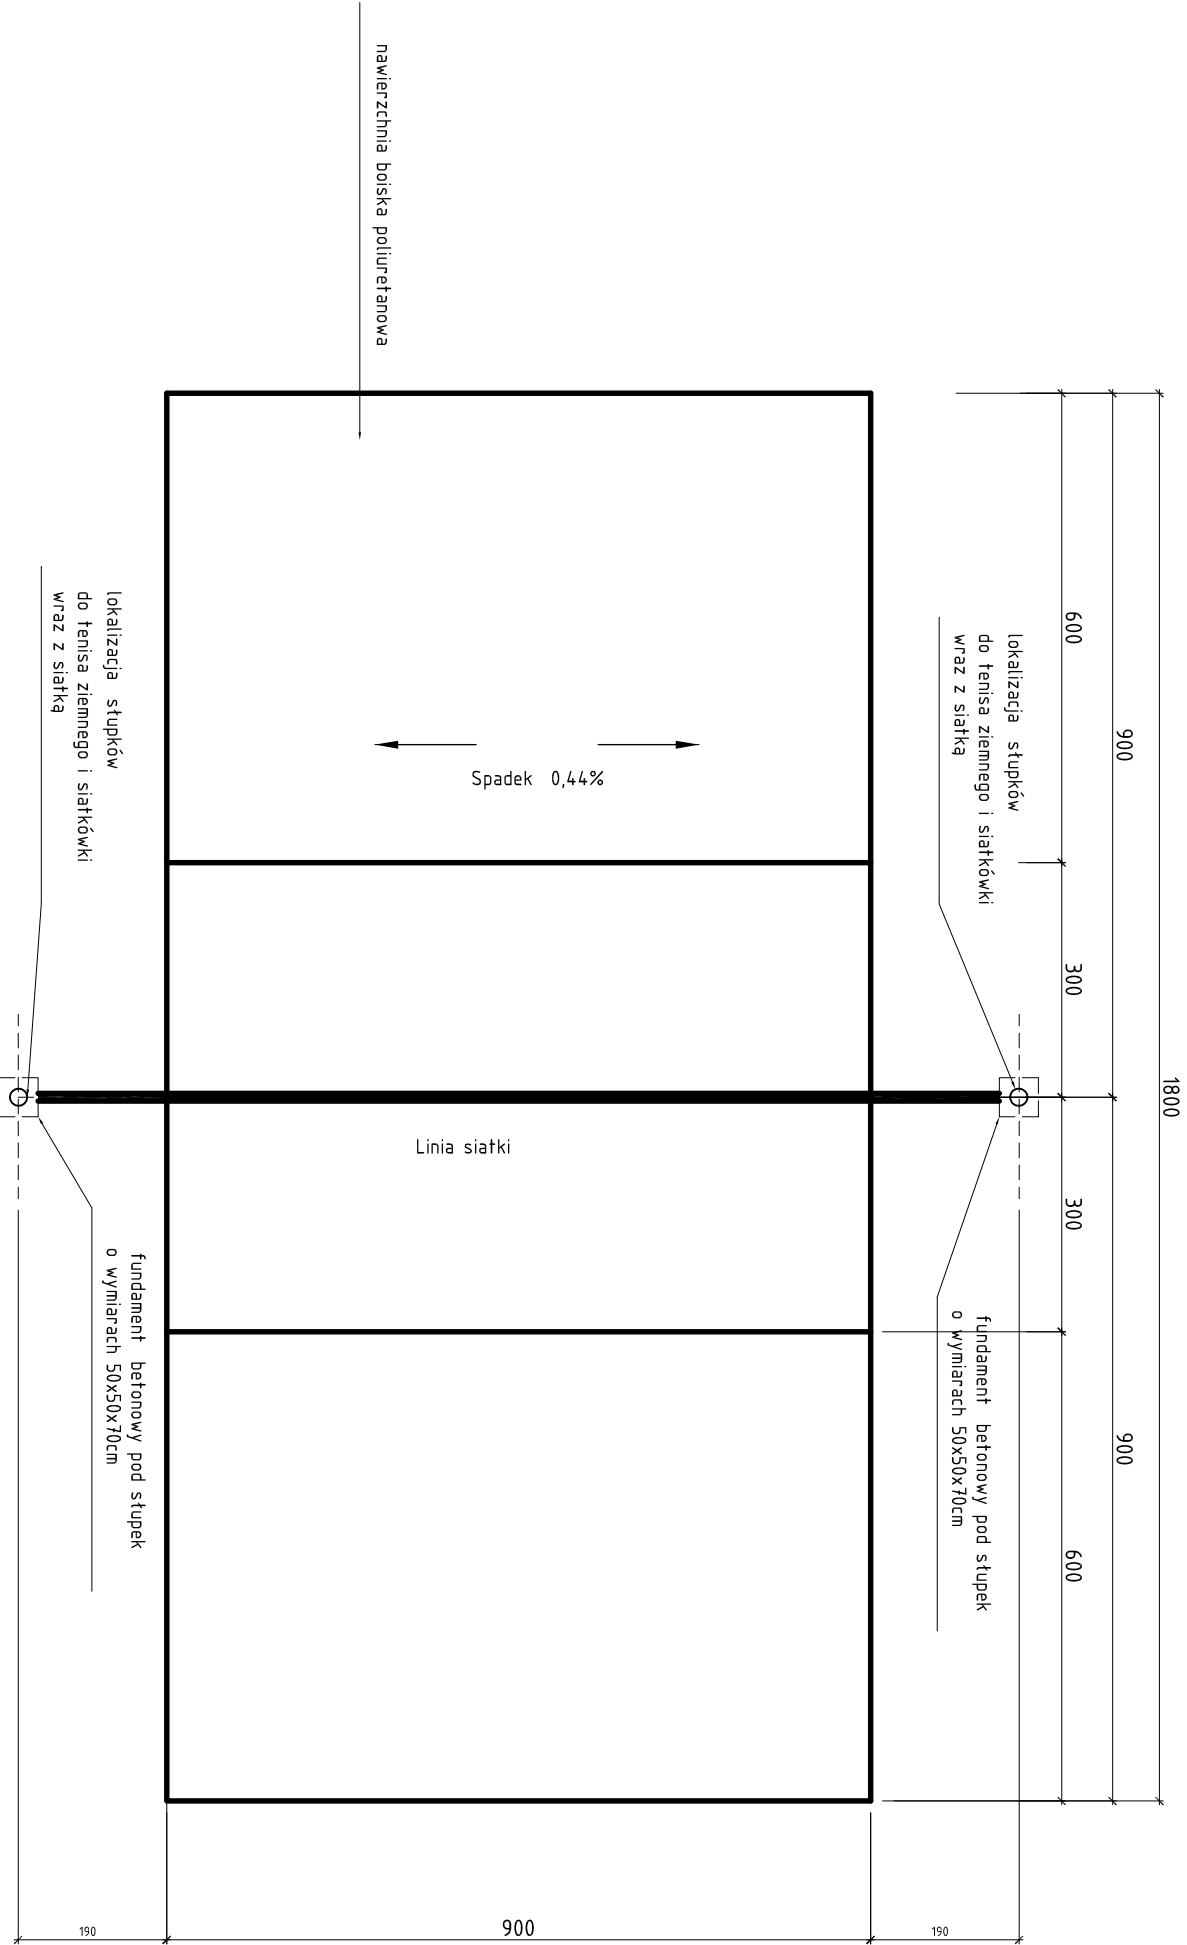 nawierzchnia boiska poliuretanowa
1800
900
900
600
300
300
600
lokalizacja słupków
do tenisa ziemnego i siatkówki
wraz z siatką
fundament betonowy pod słupek
o wymiarach 50x50x70cm
Spadek 0,44%
Linia siatki
lokalizacja słupków
do tenisa ziemnego i siatkówki
wraz z siatką
fundament betonowy pod słupek
o wymiarach 50x50x70cm
190
900
190